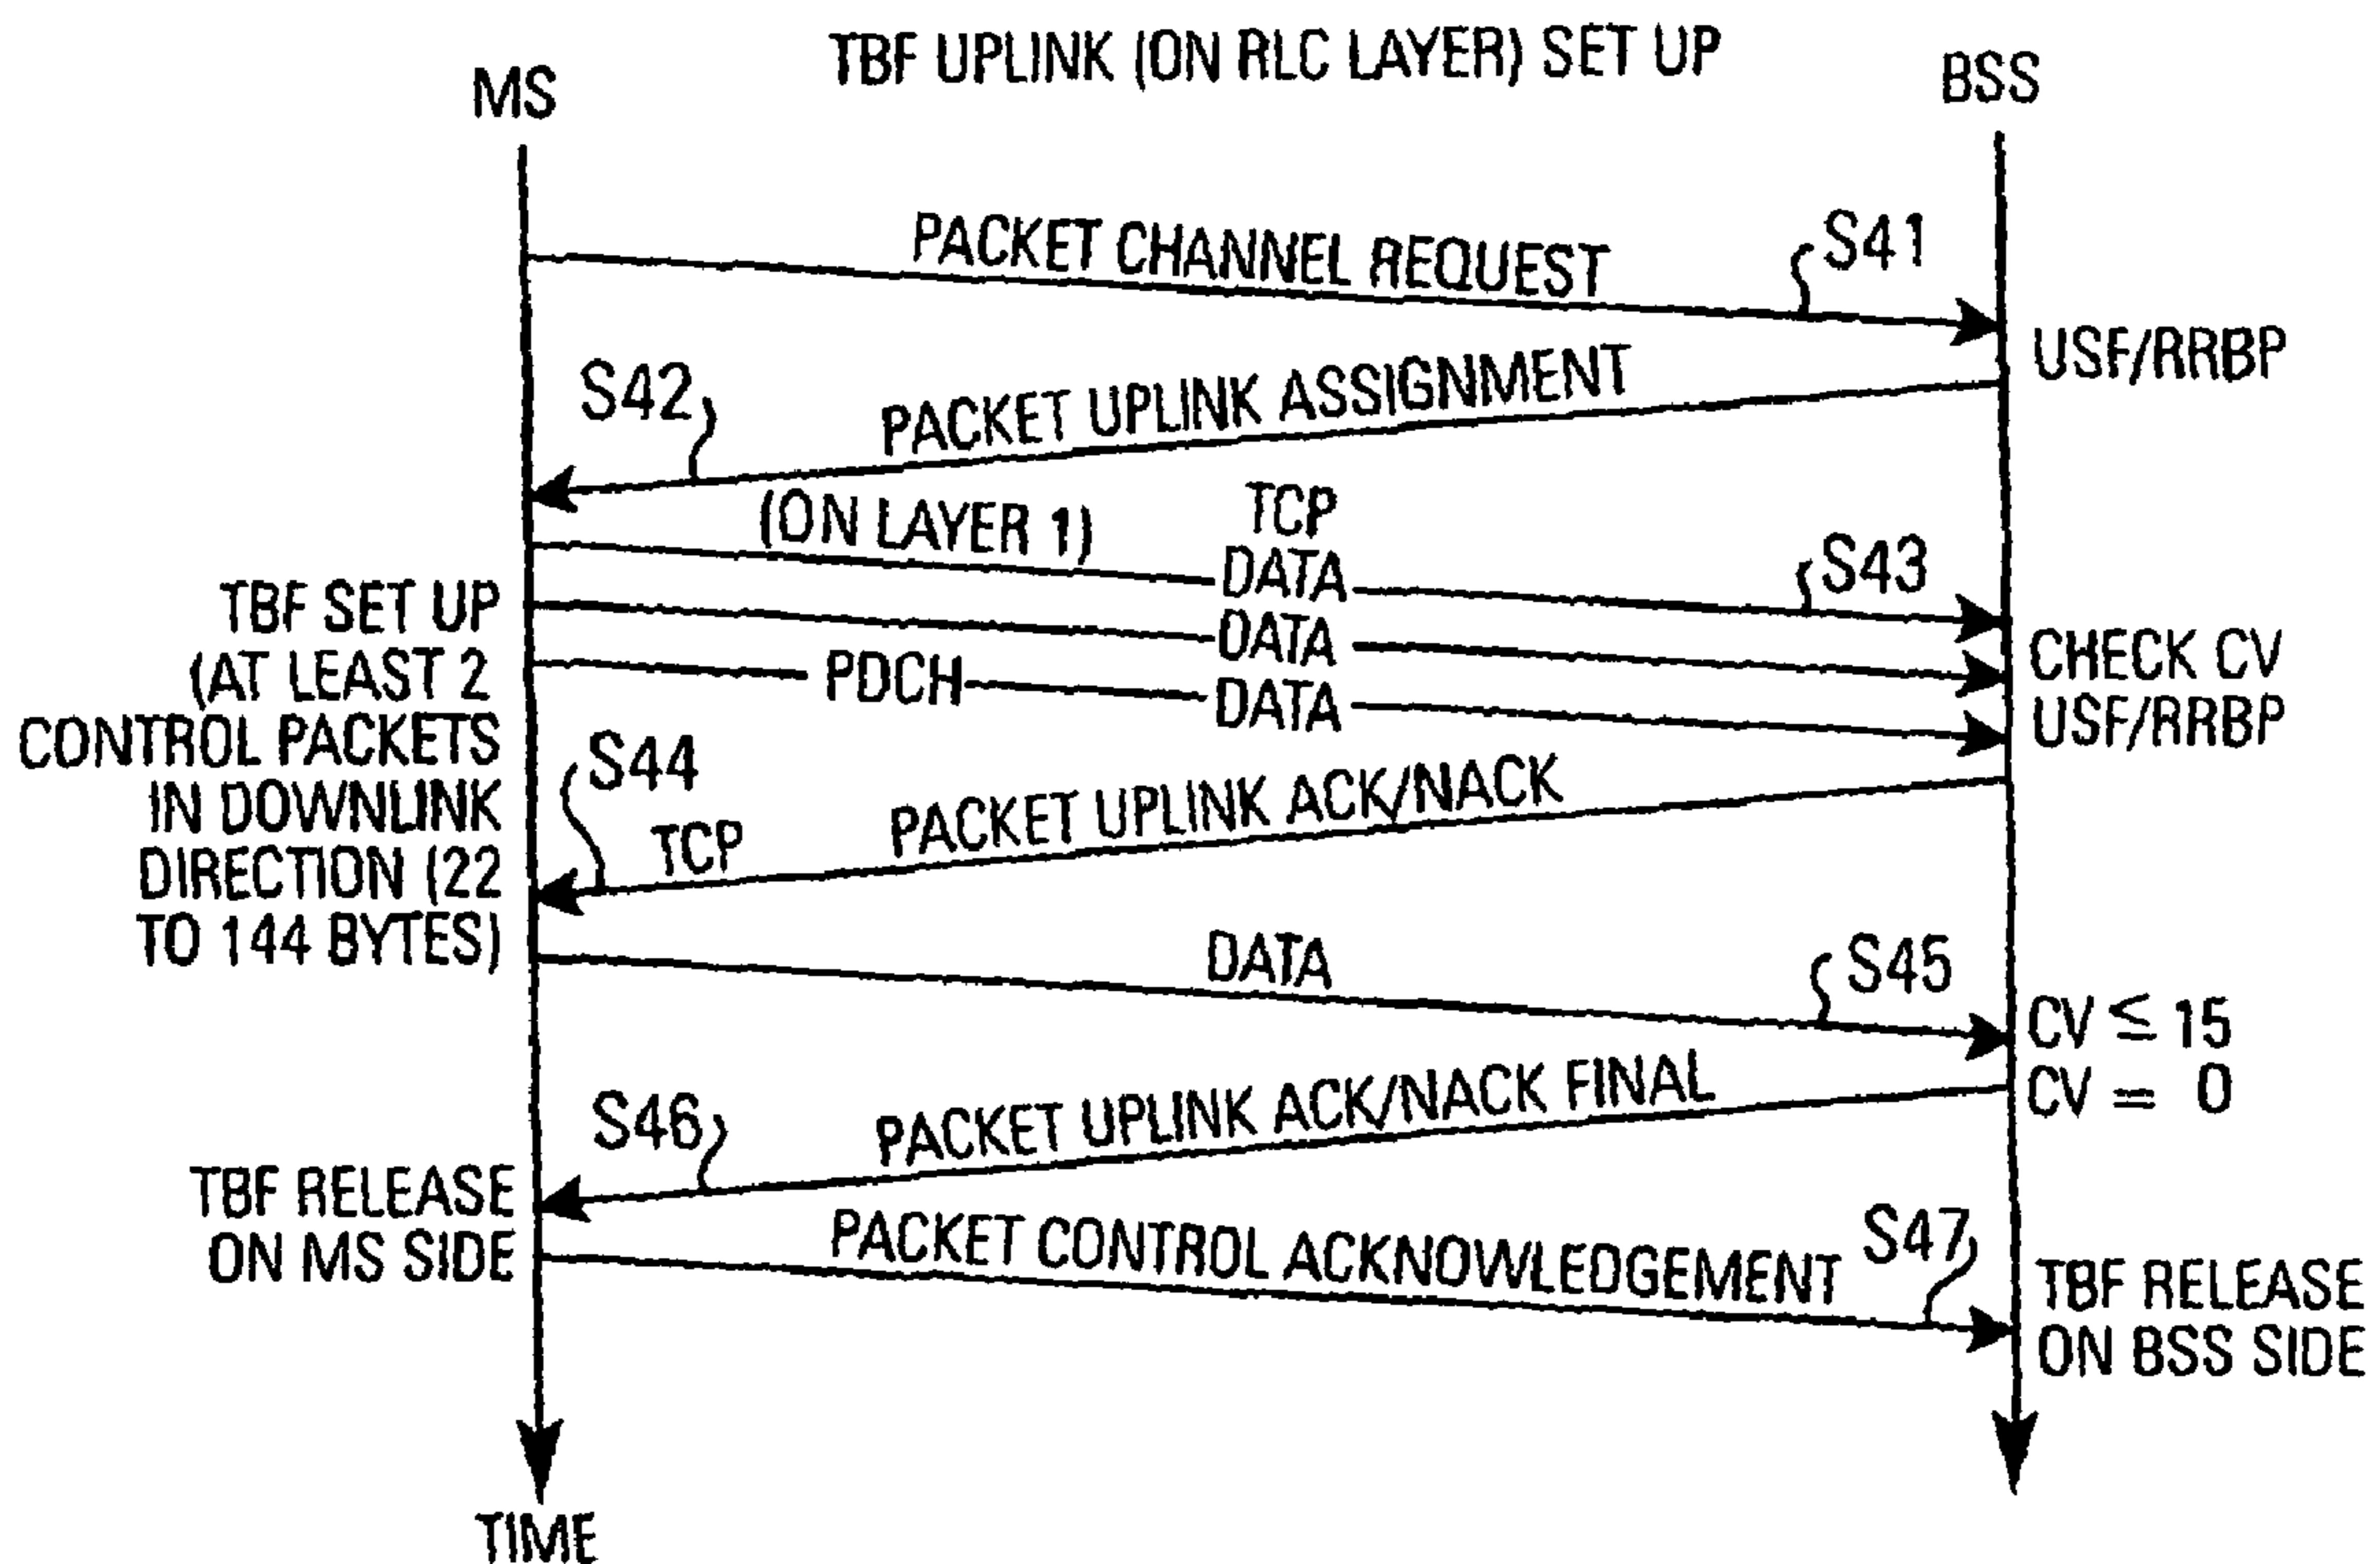 TBF UPLINK (ON RLC LAYER) SET UP
MS
BSS
PACKET CHANNEL REQUEST
S41
USF/RRBP
S42
PACKET UPLINK ASSIGNMENT
(ON LAYER 1)
TCP
DATA
S43
TBF SET UP
(AT LEAST 2
CONTROL PACKETS
IN DOWNLINK
DIRECTION (22
TO 144 BYTES)
DATA
PDCH
DATA
CHECK CV
USF/RRBP
S44
TCP
PACKET UPLINK ACK/NACK
DATA
S45
CV ≦ 15
CV = 0
S46
PACKET UPLINK ACK/NACK FINAL
TBF RELEASE
ON MS SIDE
PACKET CONTROL ACKNOWLEDGEMENT
S47
TBF RELEASE
ON BSS SIDE
TIME